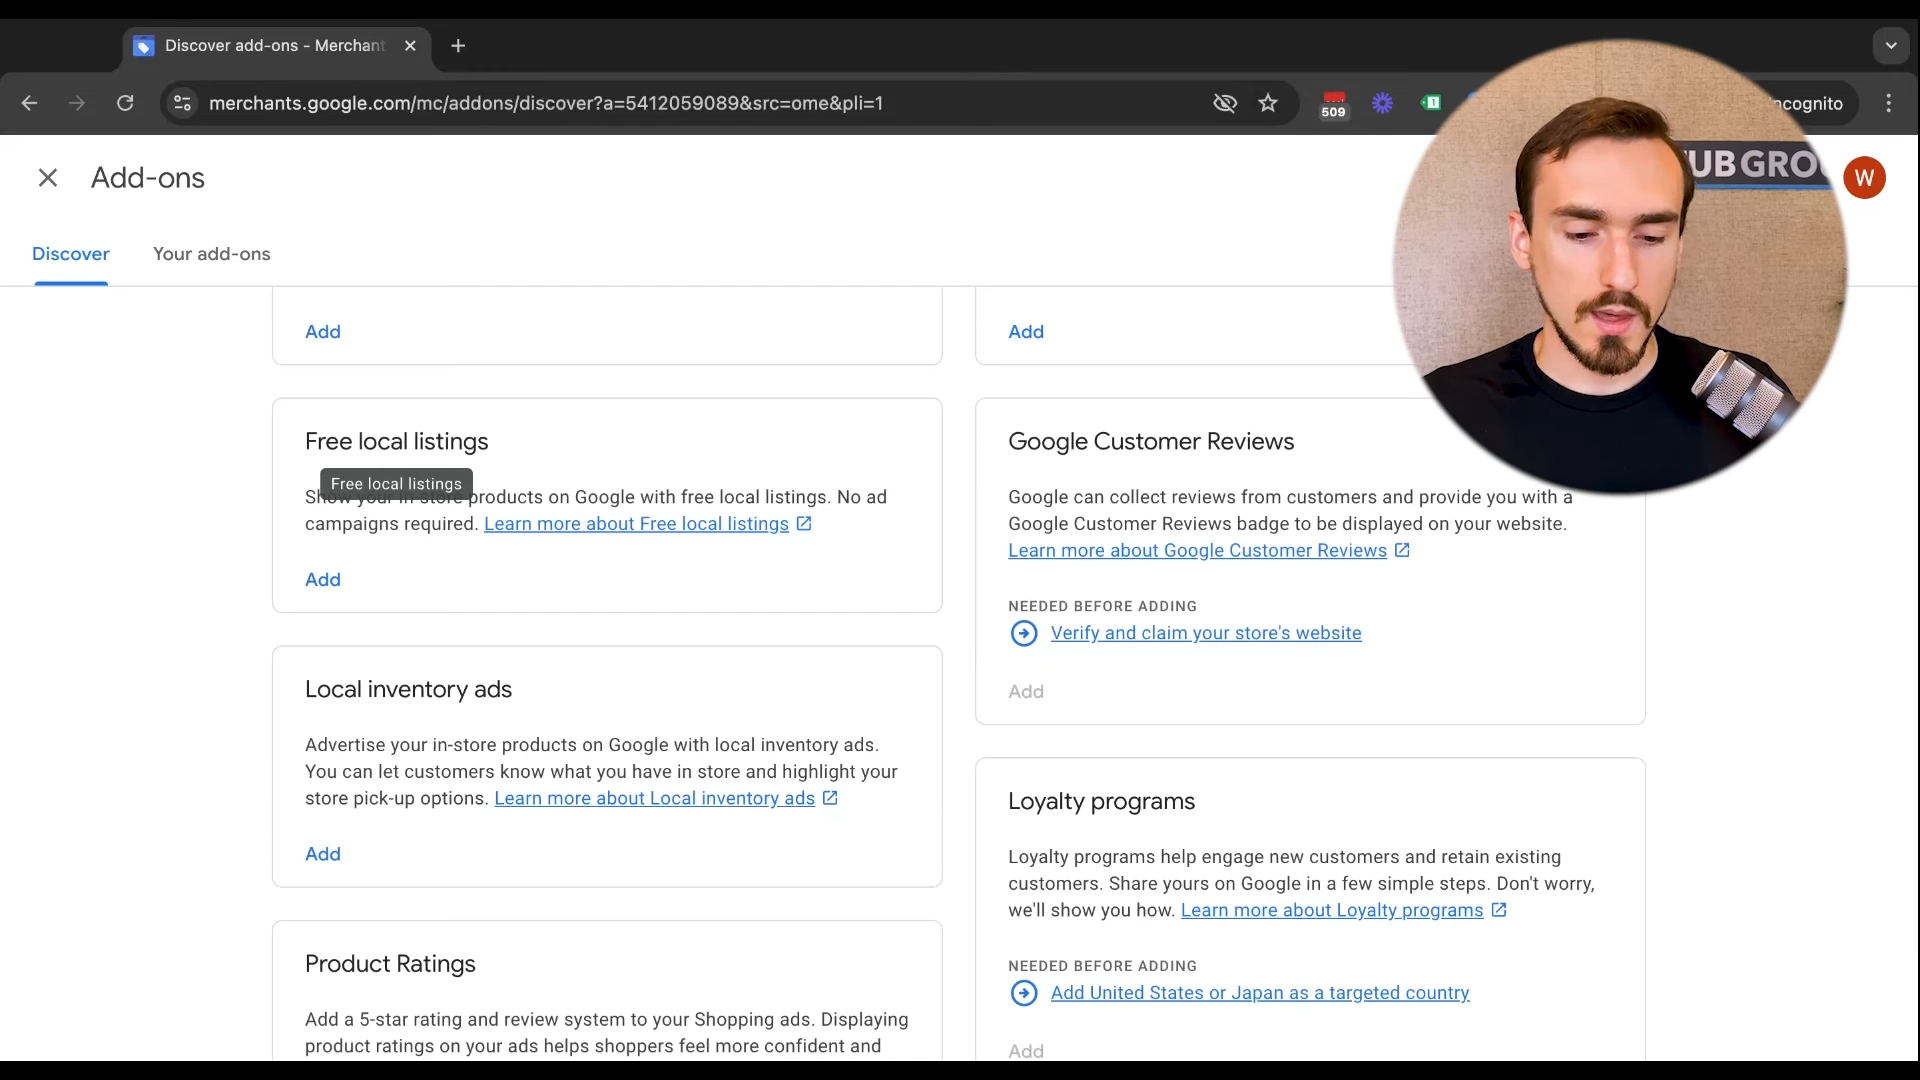 Discover add-ons - Merchant
merchants.google.com/mc/addons/discover?a=5412059089&src=ome&pli=1
509
1
Incognito
Add-ons
UB GRO
W
Discover
Your add-ons
Add
Add
Free local listings
Free local listings
Show your in-store products on Google with free local listings. No ad
campaigns required. Learn more about Free local listings
Add
Google Customer Reviews
Google can collect reviews from customers and provide you with a
Google Customer Reviews badge to be displayed on your website.
Learn more about Google Customer Reviews
NEEDED BEFORE ADDING
Verify and claim your store's website
Add
Local inventory ads
Advertise your in-store products on Google with local inventory ads.
You can let customers know what you have in store and highlight your
store pick-up options. Learn more about Local inventory ads
Add
Loyalty programs
Loyalty programs help engage new customers and retain existing
customers. Share yours on Google in a few simple steps. Don't worry,
we'll show you how. Learn more about Loyalty programs
NEEDED BEFORE ADDING
Add United States or Japan as a targeted country
Add
Product Ratings
Add a 5-star rating and review system to your Shopping ads. Displaying
product ratings on your ads helps shoppers feel more confident and